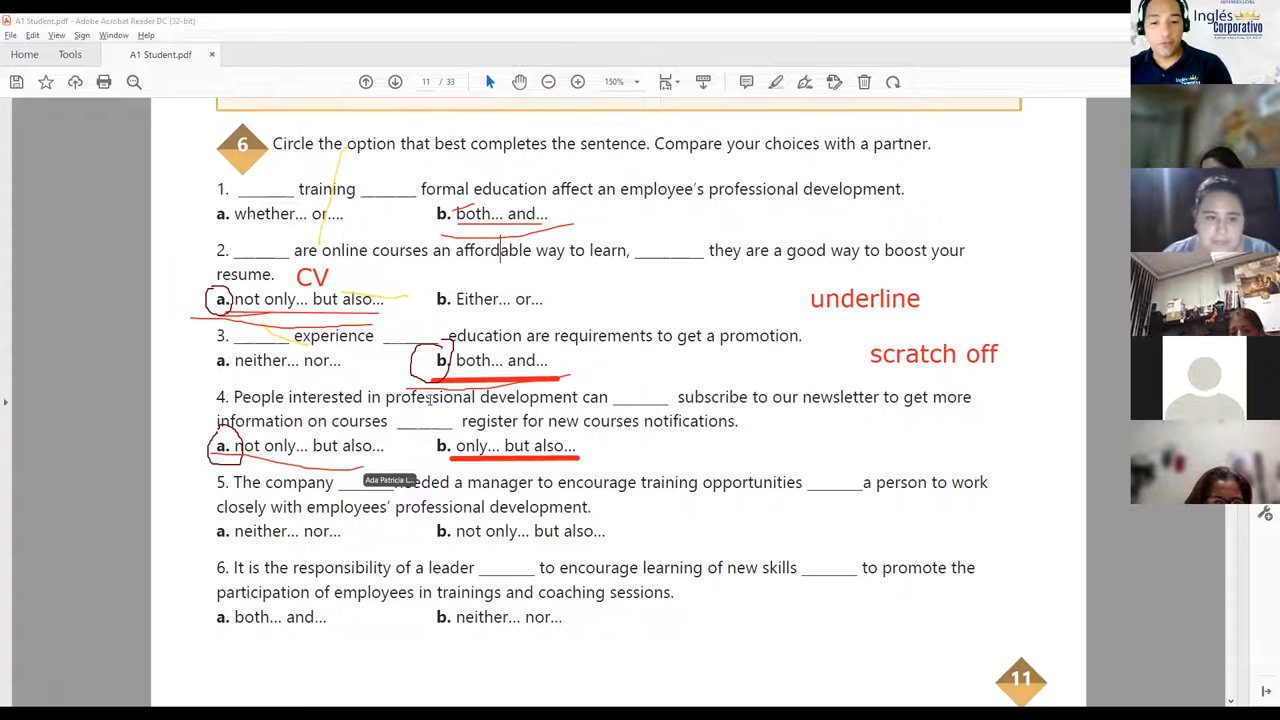 A1 Student.pdf - Adobe Acrobat Reader DC (32-bit)
File Edit View Sign Window Help
Home Tools A1 Student.pdf ×
11 / 33 150%
6 Circle the option that best completes the sentence. Compare your choices with a partner.
1. _______ training _______ formal education affect an employee's professional development.
a. whether... or.... b. both... and...
2. _______ are online courses an affordable way to learn, _________ they are a good way to boost your
resume. CV
a. not only... but also... b. Either... or...
underline
3. _______ experience _______ education are requirements to get a promotion.
a. neither... nor... b. both... and...
scratch off
4. People interested in professional development can _______ subscribe to our newsletter to get more
information on courses _______ register for new courses notifications.
a. not only... but also... b. only... but also...
Ada Patricia L...
5. The company _______ needed a manager to encourage training opportunities _______a person to work
closely with employees' professional development.
a. neither... nor... b. not only... but also...
6. It is the responsibility of a leader _______ to encourage learning of new skills _______ to promote the
participation of employees in trainings and coaching sessions.
a. both... and... b. neither... nor...
11
Inglés
Corporativo
Inglés